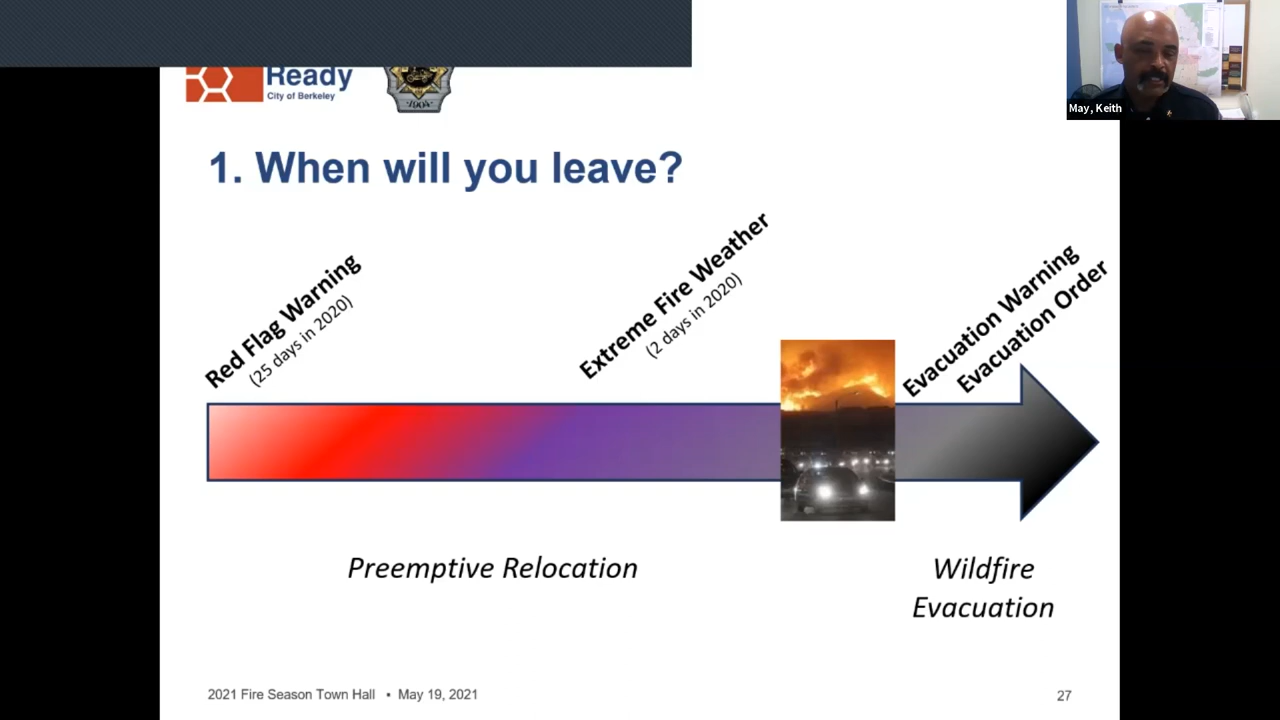 Ready
City of Berkeley
May, Keith
1. When will you leave?
Red Flag Warning
(25 days in 2020)
Extreme Fire Weather
(2 days in 2020)
Evacuation Warning
Evacuation Order
Preemptive Relocation
Wildfire
Evacuation
2021 Fire Season Town Hall • May 19, 2021
27